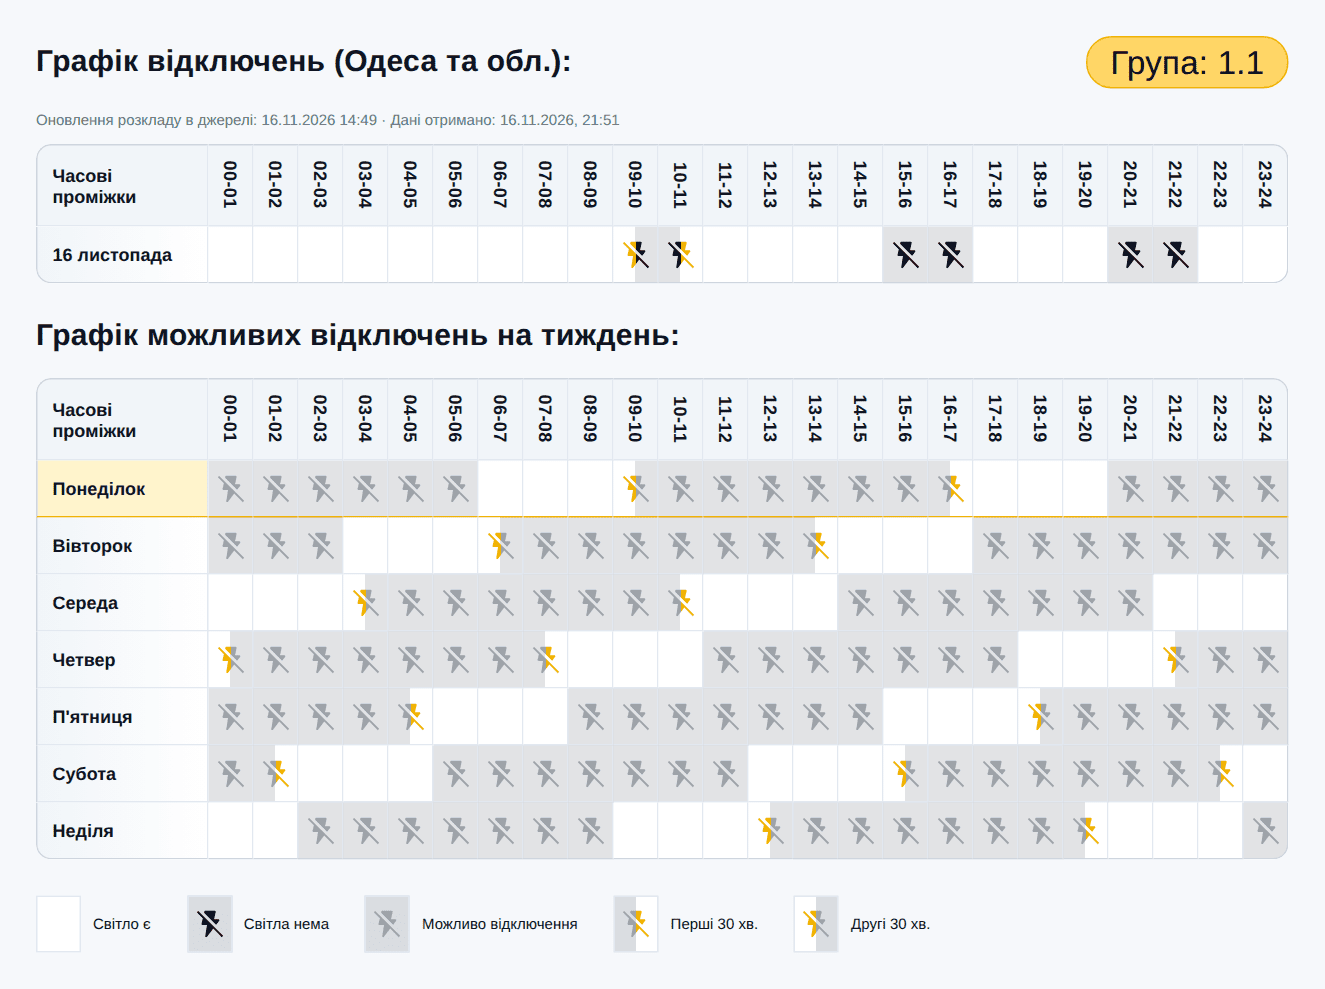 Графік відключень (Одеса та обл.):
Група: 1.1
Оновлення розкладу в джерелі: 16.11.2026 14:49 · Дані отримано: 16.11.2026, 21:51
Часові проміжки 00-01 01-02 02-03 03-04 04-05 05-06 06-07 07-08 08-09 09-10 10-11 11-12 12-13 13-14 14-15 15-16 16-17 17-18 18-19 19-20 20-21 21-22 22-23 23-24
16 листопада
Графік можливих відключень на тиждень:
Часові проміжки 00-01 01-02 02-03 03-04 04-05 05-06 06-07 07-08 08-09 09-10 10-11 11-12 12-13 13-14 14-15 15-16 16-17 17-18 18-19 19-20 20-21 21-22 22-23 23-24
Понеділок
Вівторок
Середа
Четвер
П'ятниця
Субота
Неділя
Світло є Світла нема Можливо відключення Перші 30 хв. Другі 30 хв.